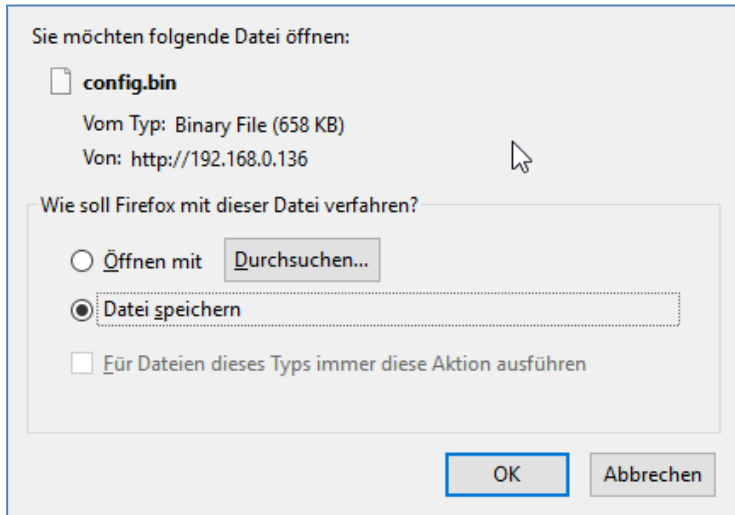 Sie möchten folgende Datei öffnen:
config.bin
Vom Typ: Binary File (658 KB)
Von: http://192.168.0.136
Wie soll Firefox mit dieser Datei verfahren?
Öffnen mit Durchsuchen...
Datei speichern
Für Dateien dieses Typs immer diese Aktion ausführen
OK Abbrechen